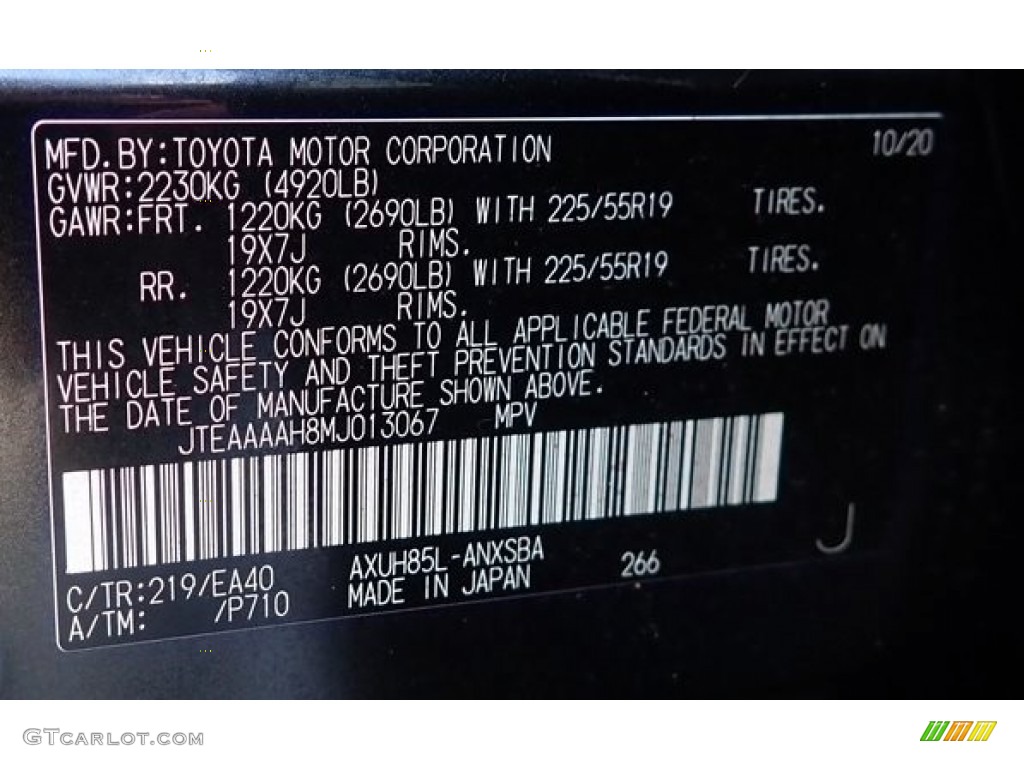 10/20
MFD.BY:TOYOTA MOTOR CORPORATION
GVWR:2230KG (4920LB)
GAWR:FRT. 1220KG (2690LB) WITH 225/55R19 TIRES.
19X7J RIMS.
RR. 1220KG (2690LB) WITH 225/55R19 TIRES.
19X7J RIMS.
THIS VEHICLE CONFORMS TO ALL APPLICABLE FEDERAL MOTOR
VEHICLE SAFETY AND THEFT PREVENTION STANDARDS IN EFFECT ON
THE DATE OF MANUFACTURE SHOWN ABOVE.
JTEAAAAH8MJ013067 MPV
J
C/TR:219/EA40 AXUH85L-ANXSBA 266
A/TM: /P710 MADE IN JAPAN
GTCARLOT.COM